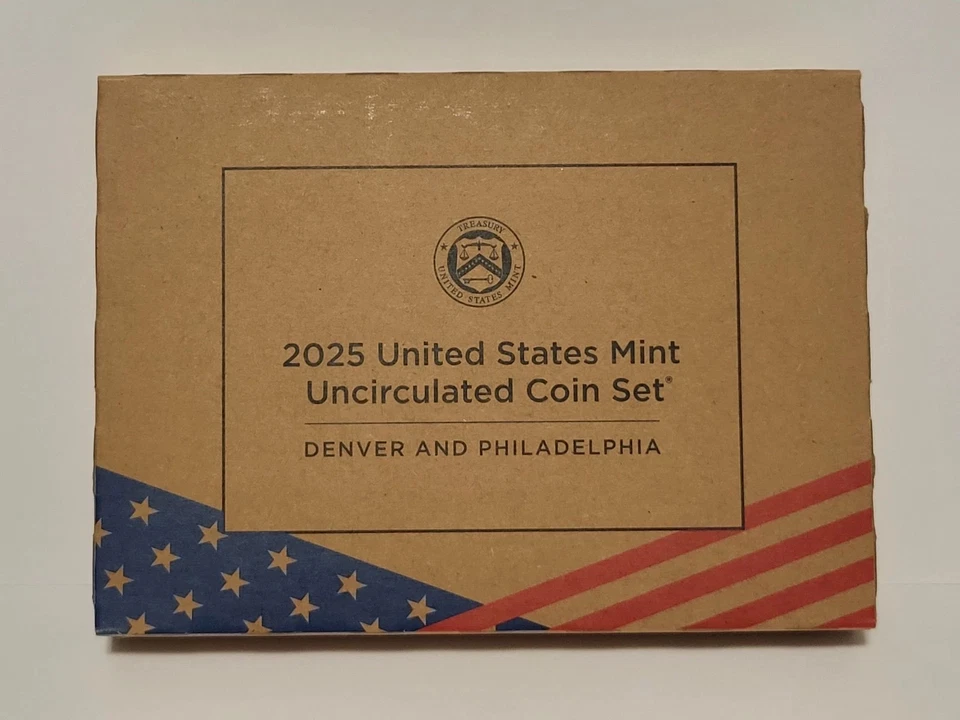 TREASURY
UNITED STATES MINT
2025 United States Mint
Uncirculated Coin Set®
DENVER AND PHILADELPHIA